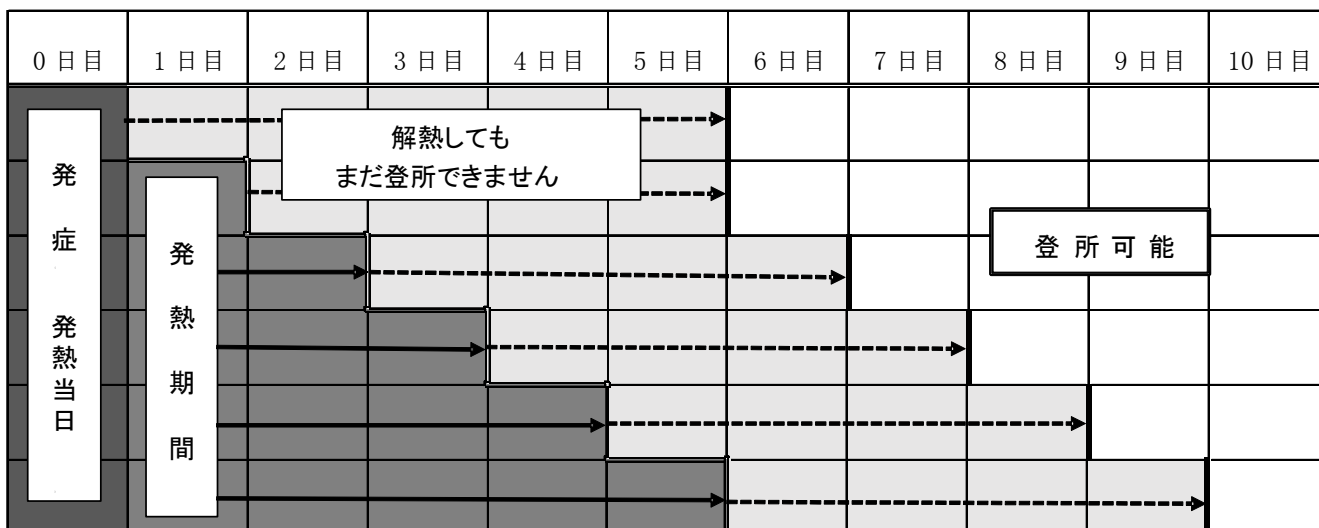 0 日目 1 日目 2 日目 3 日目 4 日目 5 日目 6 日目 7 日目 8 日目 9 日目 10 日目
発症 発熱当日
発熱期間
解熱しても
まだ登所できません
登 所 可 能